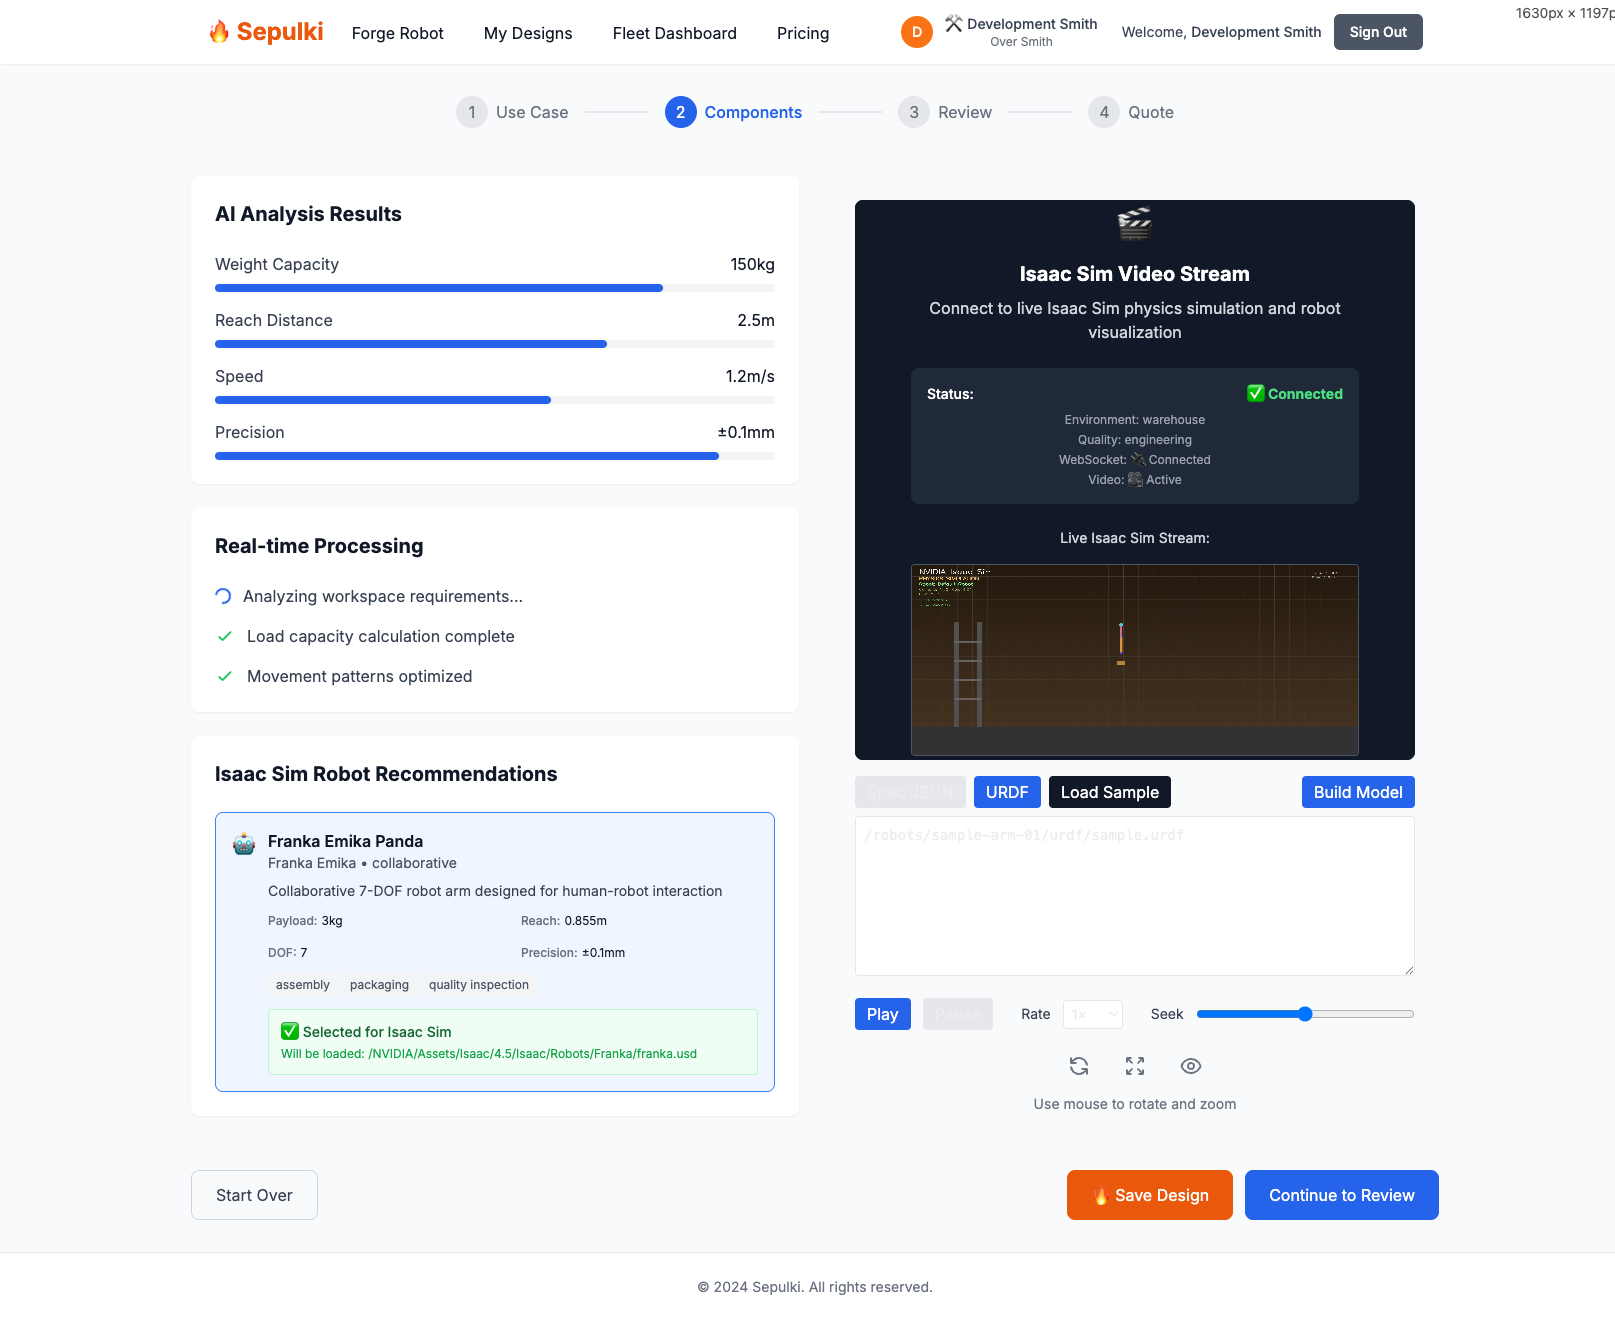 🔥 Sepulki
Forge Robot
My Designs
Fleet Dashboard
Pricing
D
⚒️ Development Smith
Over Smith
Welcome, Development Smith
Sign Out
1630px × 1197p
1 Use Case
2 Components
3 Review
4 Quote
AI Analysis Results
Weight Capacity 150kg
Reach Distance 2.5m
Speed 1.2m/s
Precision ±0.1mm
Real-time Processing
Analyzing workspace requirements...
Load capacity calculation complete
Movement patterns optimized
Isaac Sim Robot Recommendations
Franka Emika Panda
Franka Emika • collaborative
Collaborative 7-DOF robot arm designed for human-robot interaction
Payload: 3kg Reach: 0.855m
DOF: 7 Precision: ±0.1mm
assembly packaging quality inspection
✅ Selected for Isaac Sim
Will be loaded: /NVIDIA/Assets/Isaac/4.5/Isaac/Robots/Franka/franka.usd
Isaac Sim Video Stream
Connect to live Isaac Sim physics simulation and robot
visualization
Status: ✅ Connected
Environment: warehouse
Quality: engineering
WebSocket: 🔌 Connected
Video: 🎥 Active
Live Isaac Sim Stream:
NVIDIA Isaac Sim
PHYSICS SIMULATION
Spec JSON
URDF
Load Sample
Build Model
/robots/sample-arm-01/urdf/sample.urdf
Play
Pause
Rate 1×
Seek
Use mouse to rotate and zoom
Start Over
🔥 Save Design
Continue to Review
© 2024 Sepulki. All rights reserved.